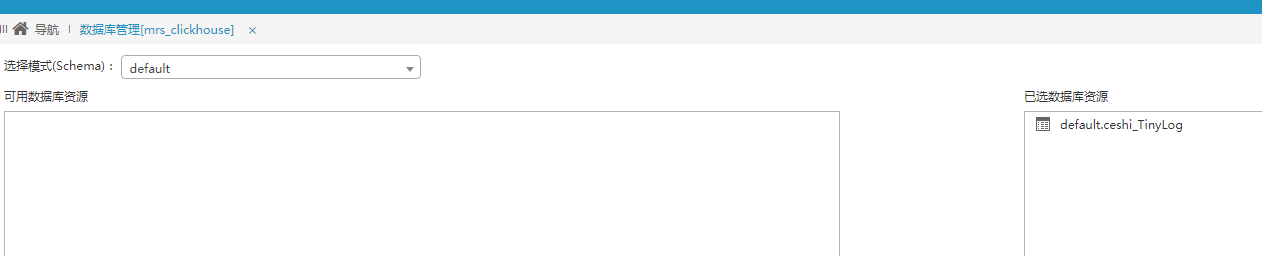 导航 数据库管理[mrs_clickhouse] ×
选择模式(Schema)： default
可用数据库资源 已选数据库资源
default.ceshi_TinyLog